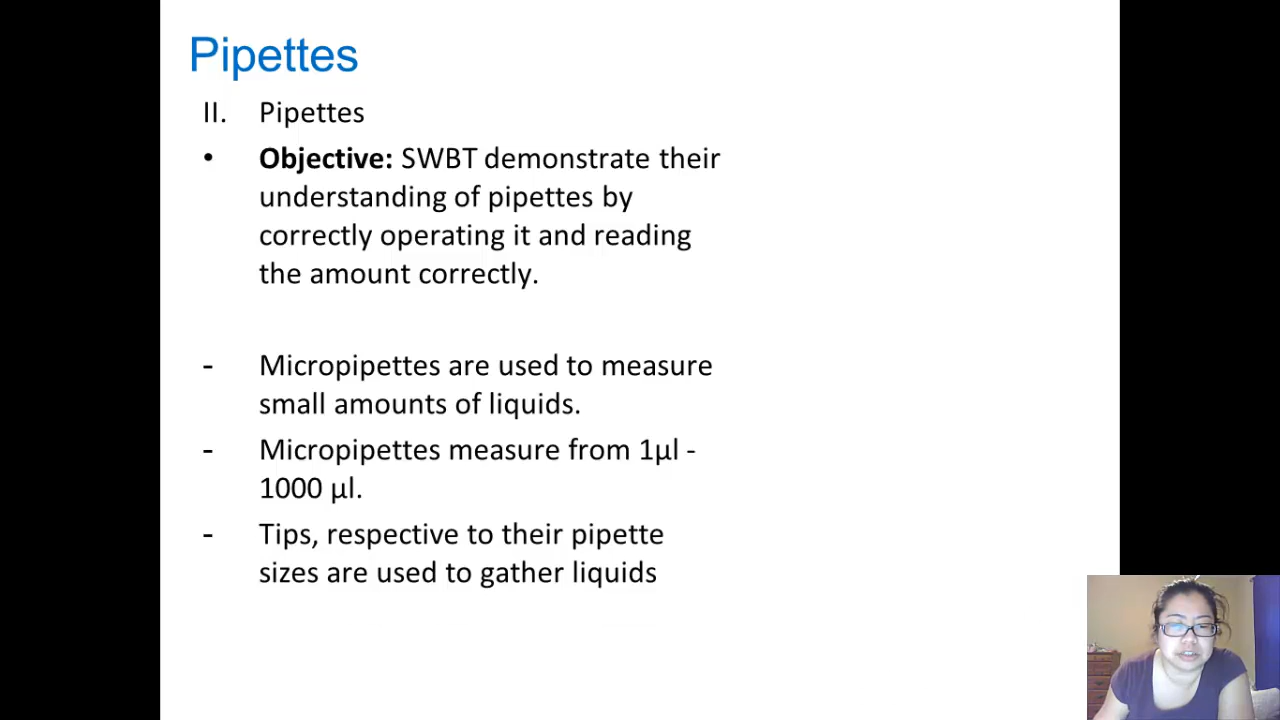 Pipettes
II. Pipettes
• Objective: SWBT demonstrate their
understanding of pipettes by
correctly operating it and reading
the amount correctly.
- Micropipettes are used to measure
small amounts of liquids.
- Micropipettes measure from 1µl -
1000 µl.
- Tips, respective to their pipette
sizes are used to gather liquids